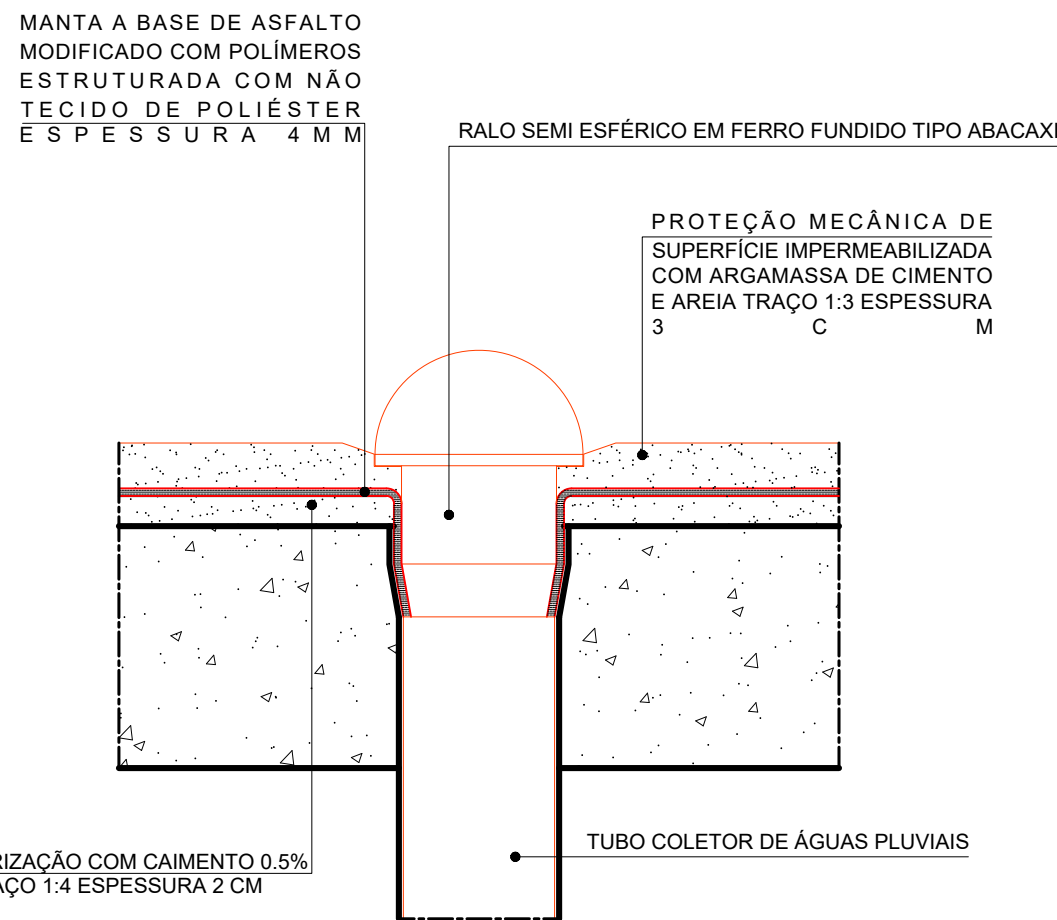 MANTA A BASE DE ASFALTO
MODIFICADO COM POLÍMEROS
ESTRUTURADA COM NÃO
TECIDO DE POLIÉSTER
ESPESSURA 4MM
RALO SEMI ESFÉRICO EM FERRO FUNDIDO TIPO ABACAXI
PROTEÇÃO MECÂNICA DE
SUPERFÍCIE IMPERMEABILIZADA
COM ARGAMASSA DE CIMENTO
E AREIA TRAÇO 1:3 ESPESSURA
3 CM
TUBO COLETOR DE ÁGUAS PLUVIAIS
RIZAÇÃO COM CAIMENTO 0.5%
AÇO 1:4 ESPESSURA 2 CM